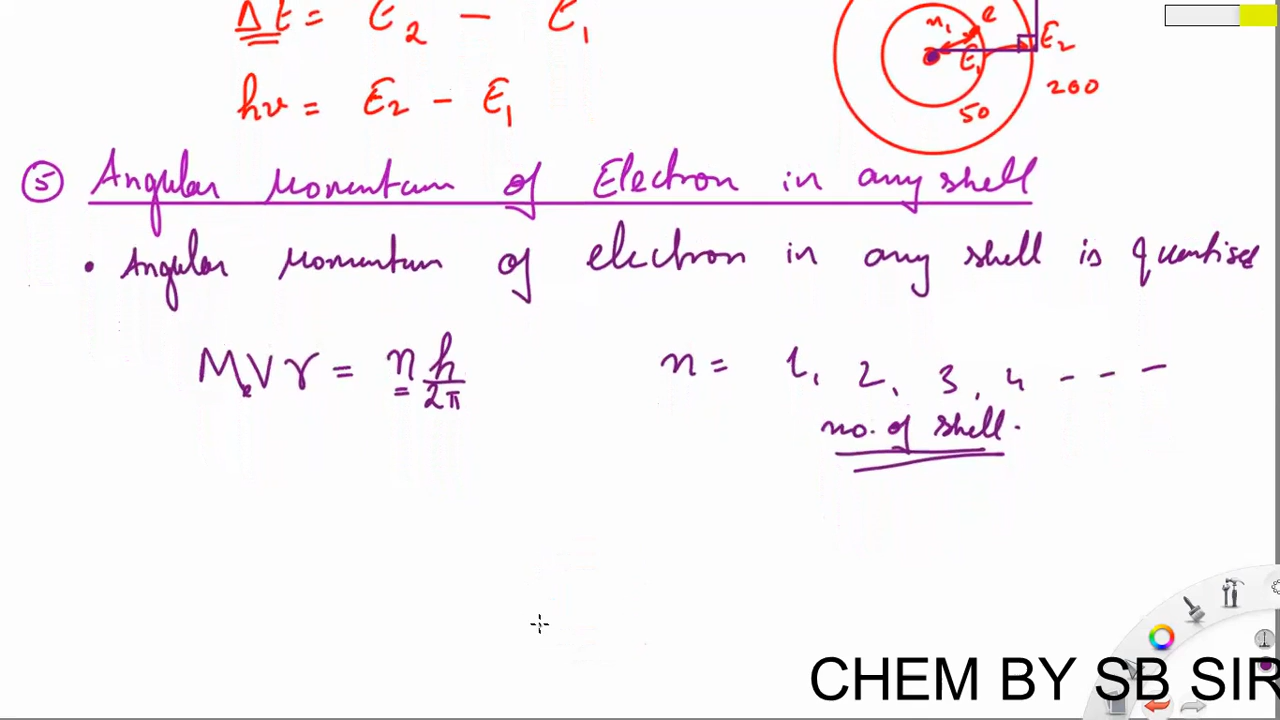 ΔE = E2 − E1
n1 e
E1 E2
hν = E2 − E1
50 200
⑤ Angular Momentum of Electron in any shell
• Angular Momentum of electron in any shell is quantised
MeVr = nh/2π n = 1, 2, 3, 4 - - -
no. of shell.
CHEM BY SB SIR